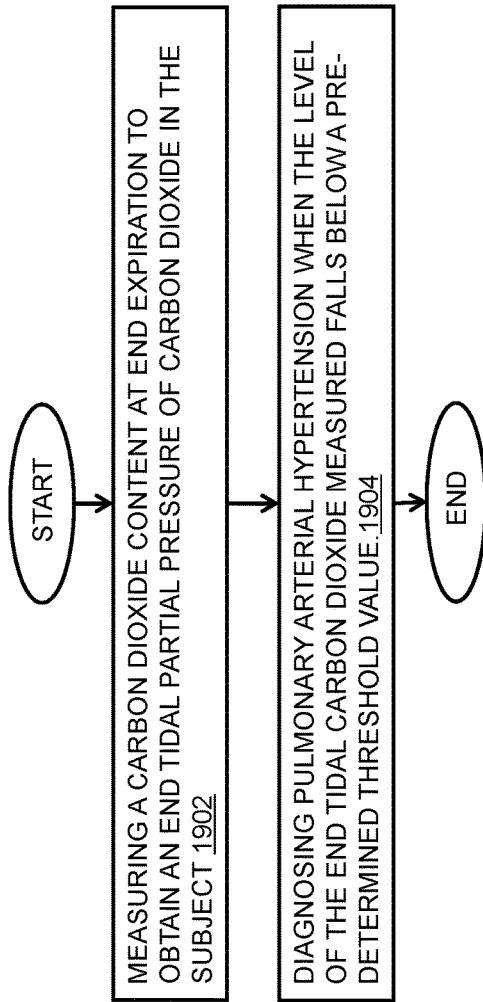 START
MEASURING A CARBON DIOXIDE CONTENT AT END EXPIRATION TO
OBTAIN AN END TIDAL PARTIAL PRESSURE OF CARBON DIOXIDE IN THE
SUBJECT 1902
DIAGNOSING PULMONARY ARTERIAL HYPERTENSION WHEN THE LEVEL
OF THE END TIDAL CARBON DIOXIDE MEASURED FALLS BELOW A PRE-
DETERMINED THRESHOLD VALUE.1904
END